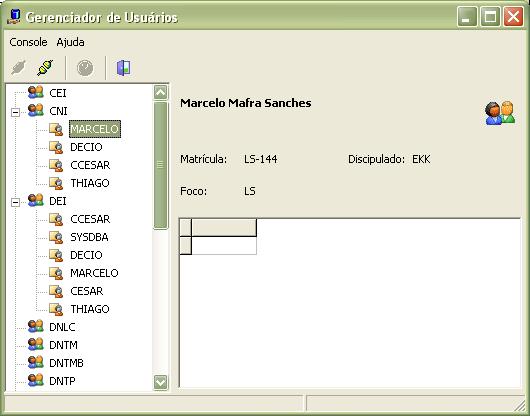 Gerenciador de Usuários
Console Ajuda
CEI
CNI
MARCELO
DECIO
CCESAR
THIAGO
DEI
CCESAR
SYSDBA
DECIO
MARCELO
CESAR
THIAGO
DNLC
DNTM
DNTMB
DNTP
Marcelo Mafra Sanches
Matrícula: LS-144 Discipulado: EKK
Foco: LS